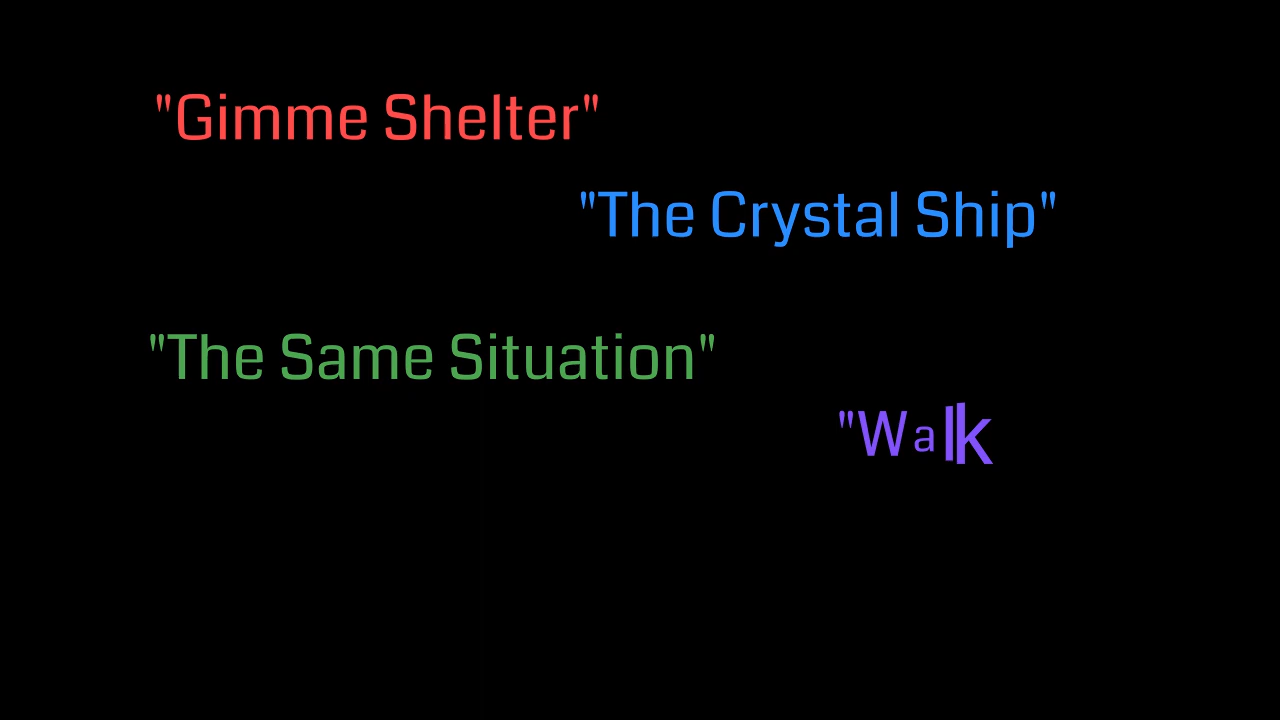 "Gimme Shelter"
"The Crystal Ship"
"The Same Situation"
"Walk